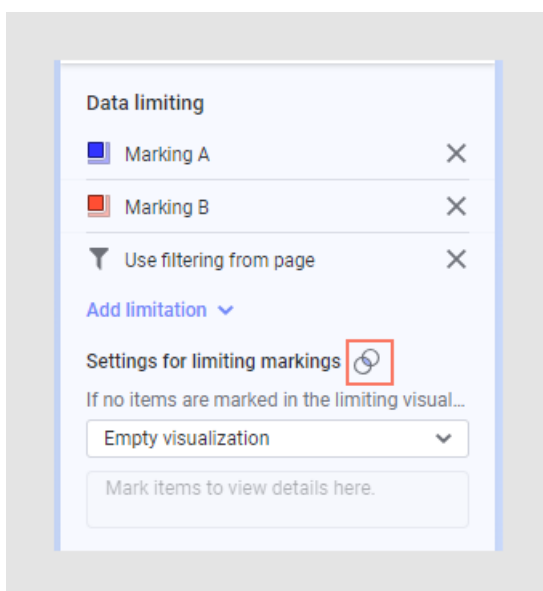 Data limiting
Marking A
Marking B
Use filtering from page
Add limitation
Settings for limiting markings
If no items are marked in the limiting visual...
Empty visualization
Mark items to view details here.